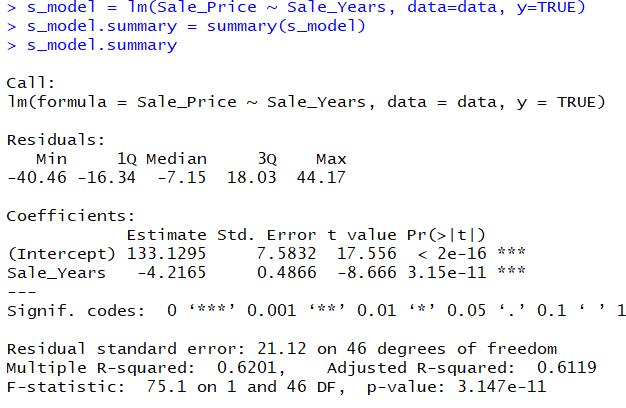 > s_model = lm(Sale_Price ~ Sale_Years, data=data, y=TRUE)
> s_model.summary = summary(s_model)
> s_model.summary
Call:
lm(formula = Sale_Price ~ Sale_Years, data = data, y = TRUE)
Residuals:
   Min     1Q Median     3Q    Max
-40.46 -16.34  -7.15  18.03  44.17
Coefficients:
            Estimate Std. Error t value Pr(>|t|)
(Intercept) 133.1295     7.5832  17.556  < 2e-16 ***
Sale_Years   -4.2165     0.4866  -8.666 3.15e-11 ***
---
Signif. codes:  0 ‘***’ 0.001 ‘**’ 0.01 ‘*’ 0.05 ‘.’ 0.1 ‘ ’ 1
Residual standard error: 21.12 on 46 degrees of freedom
Multiple R-squared:  0.6201,	Adjusted R-squared:  0.6119
F-statistic:  75.1 on 1 and 46 DF,  p-value: 3.147e-11